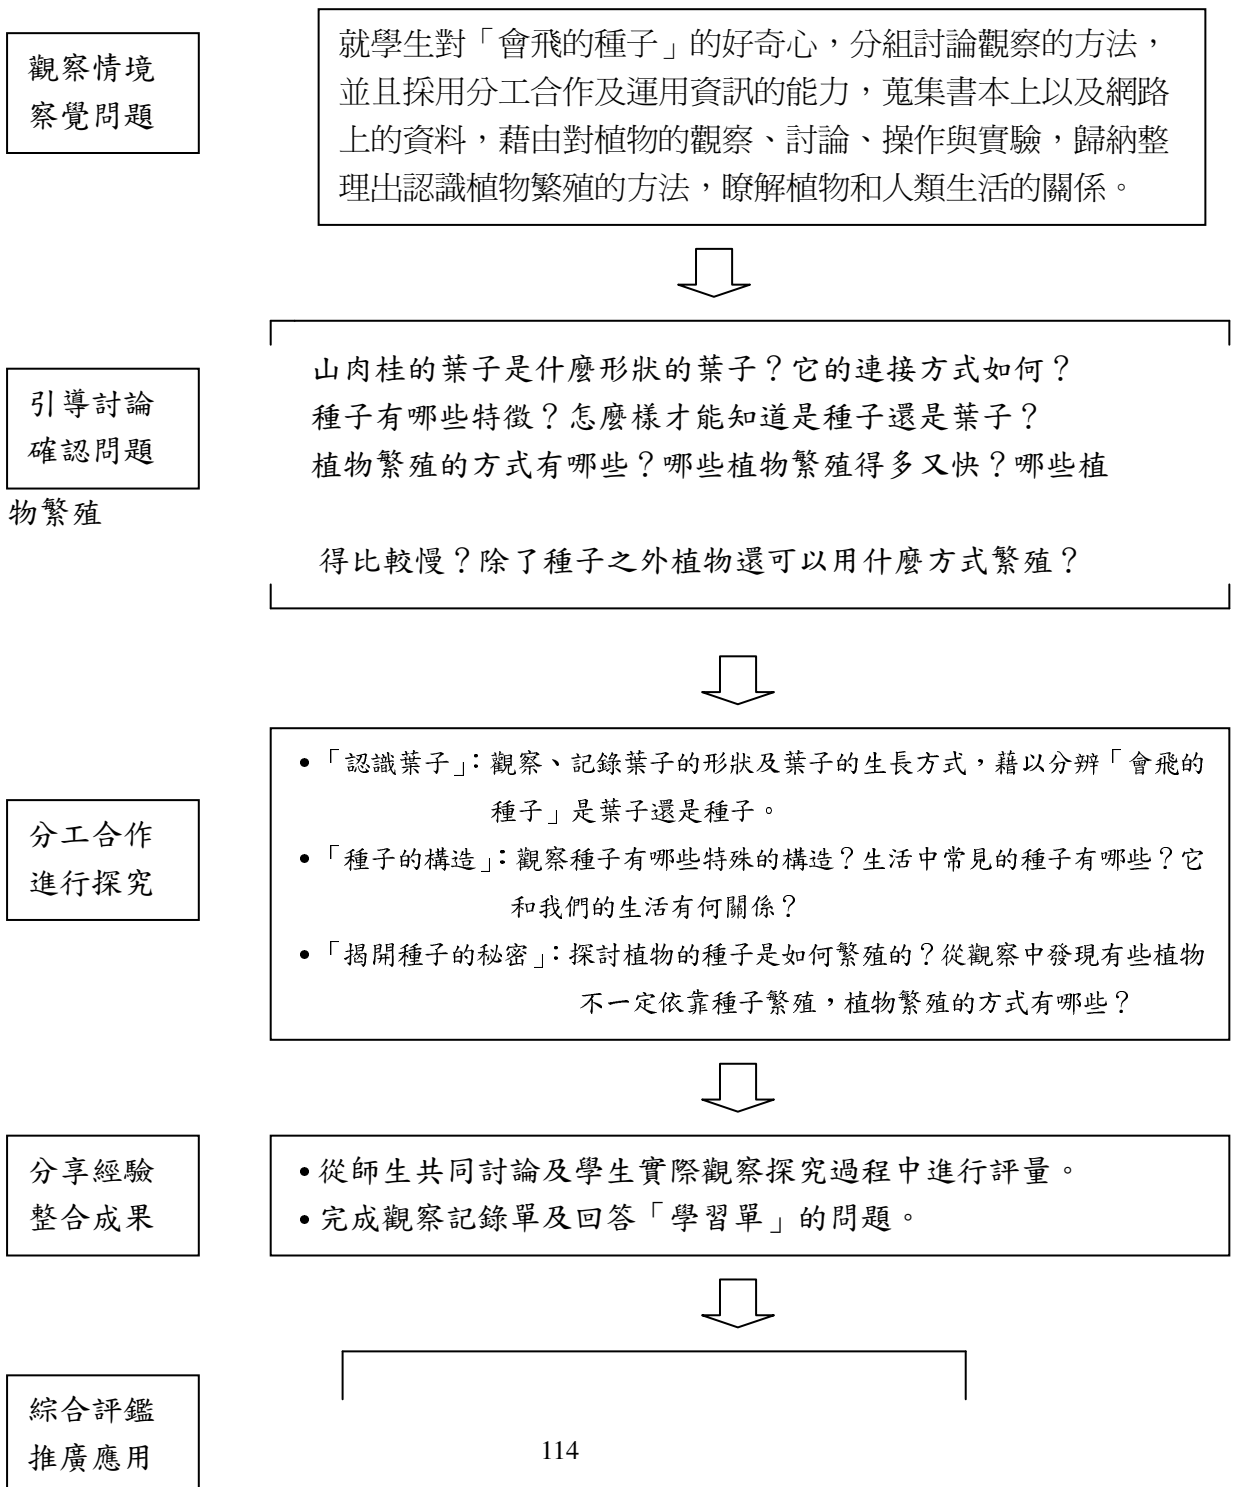 觀察情境
察覺問題
就學生對「會飛的種子」的好奇心，分組討論觀察的方法，
並且採用分工合作及運用資訊的能力，蒐集書本上以及網路
上的資料，藉由對植物的觀察、討論、操作與實驗，歸納整
理出認識植物繁殖的方法，瞭解植物和人類生活的關係。
引導討論
確認問題
山肉桂的葉子是什麼形狀的葉子？它的連接方式如何？
種子有哪些特徵？怎麼樣才能知道是種子還是葉子？
植物繁殖的方式有哪些？哪些植物繁殖得多又快？哪些植
物繁殖
得比較慢？除了種子之外植物還可以用什麼方式繁殖？
分工合作
進行探究
•「認識葉子」：觀察、記錄葉子的形狀及葉子的生長方式，藉以分辨「會飛的
種子」是葉子還是種子。
•「種子的構造」：觀察種子有哪些特殊的構造？生活中常見的種子有哪些？它
和我們的生活有何關係？
•「揭開種子的秘密」：探討植物的種子是如何繁殖的？從觀察中發現有些植物
不一定依靠種子繁殖，植物繁殖的方式有哪些？
分享經驗
整合成果
•從師生共同討論及學生實際觀察探究過程中進行評量。
•完成觀察記錄單及回答「學習單」的問題。
綜合評鑑
推廣應用
114